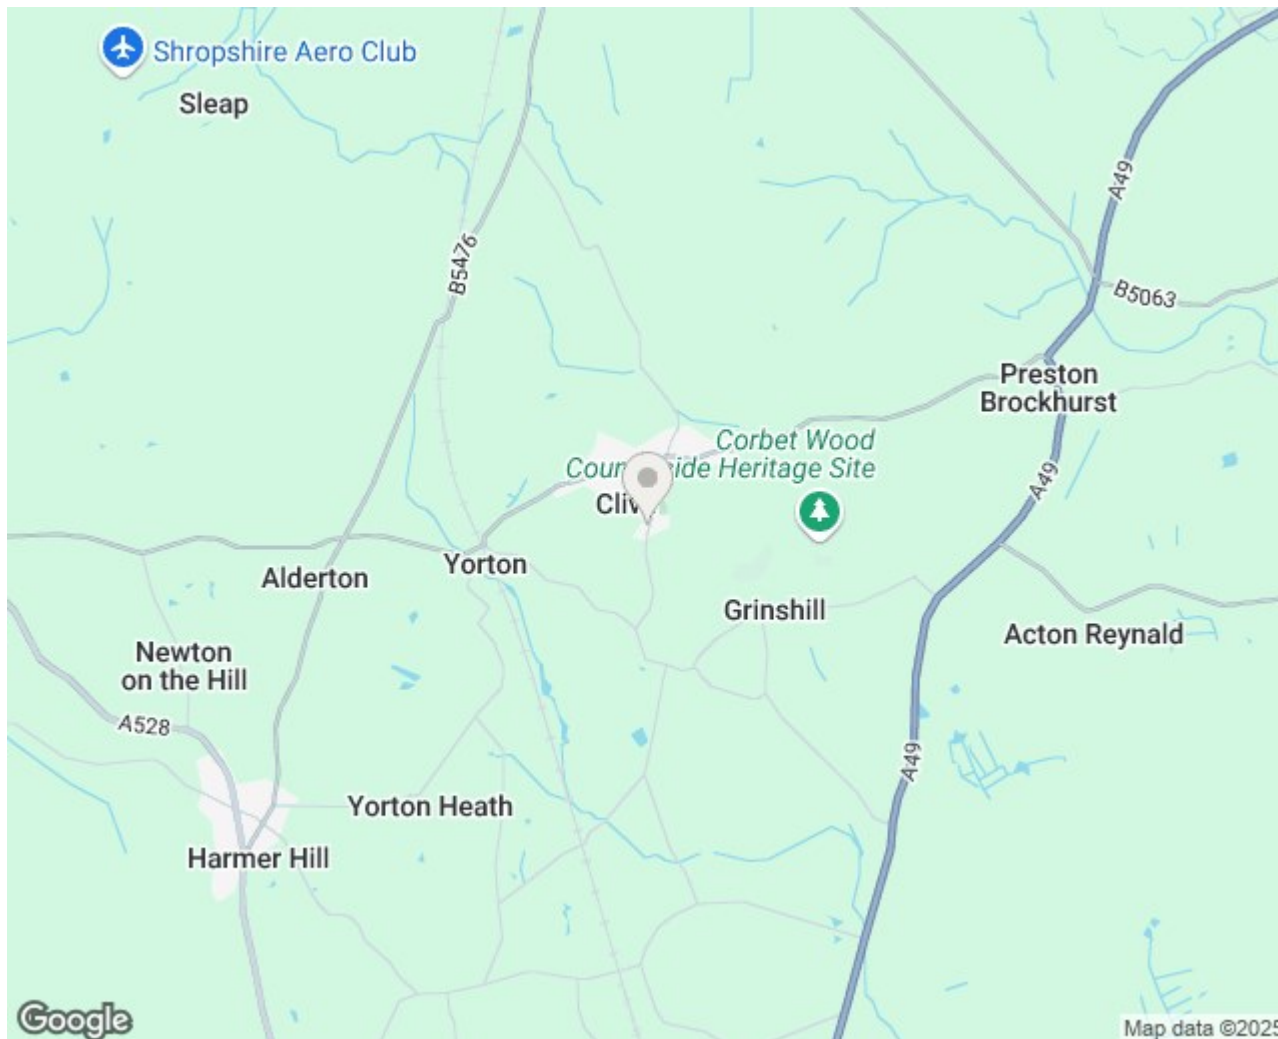 Shropshire Aero Club
Sleap
A49
B5476
B5063
Preston
Brockhurst
Corbet Wood
Heritage Site
A49
Yorton
Alderton
Grinshill
Acton Reynald
Newton
on the Hill
A528
A49
Yorton Heath
Harmer Hill
Google
Map data ©2025